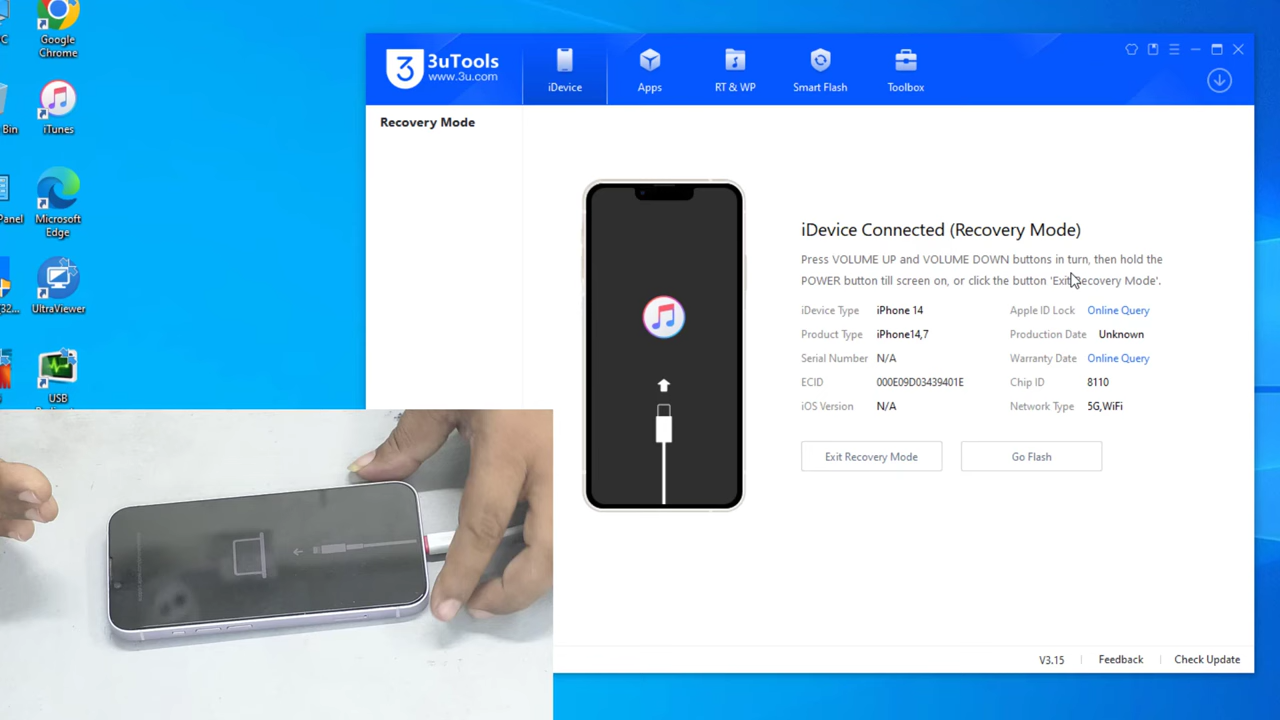 C
Google
Chrome
Bin
iTunes
Panel
Microsoft
Edge
32...
UltraViewer
USB
3
3uTools
www.3u.com
iDevice
Apps
RT & WP
Smart Flash
Toolbox
Recovery Mode
iDevice Connected (Recovery Mode)
Press VOLUME UP and VOLUME DOWN buttons in turn, then hold the
POWER button till screen on, or click the button 'Exit Recovery Mode'.
iDevice Type iPhone 14 Apple ID Lock Online Query
Product Type iPhone14,7 Production Date Unknown
Serial Number N/A Warranty Date Online Query
ECID 000E09D03439401E Chip ID 8110
iOS Version N/A Network Type 5G,WiFi
Exit Recovery Mode Go Flash
V3.15 Feedback Check Update